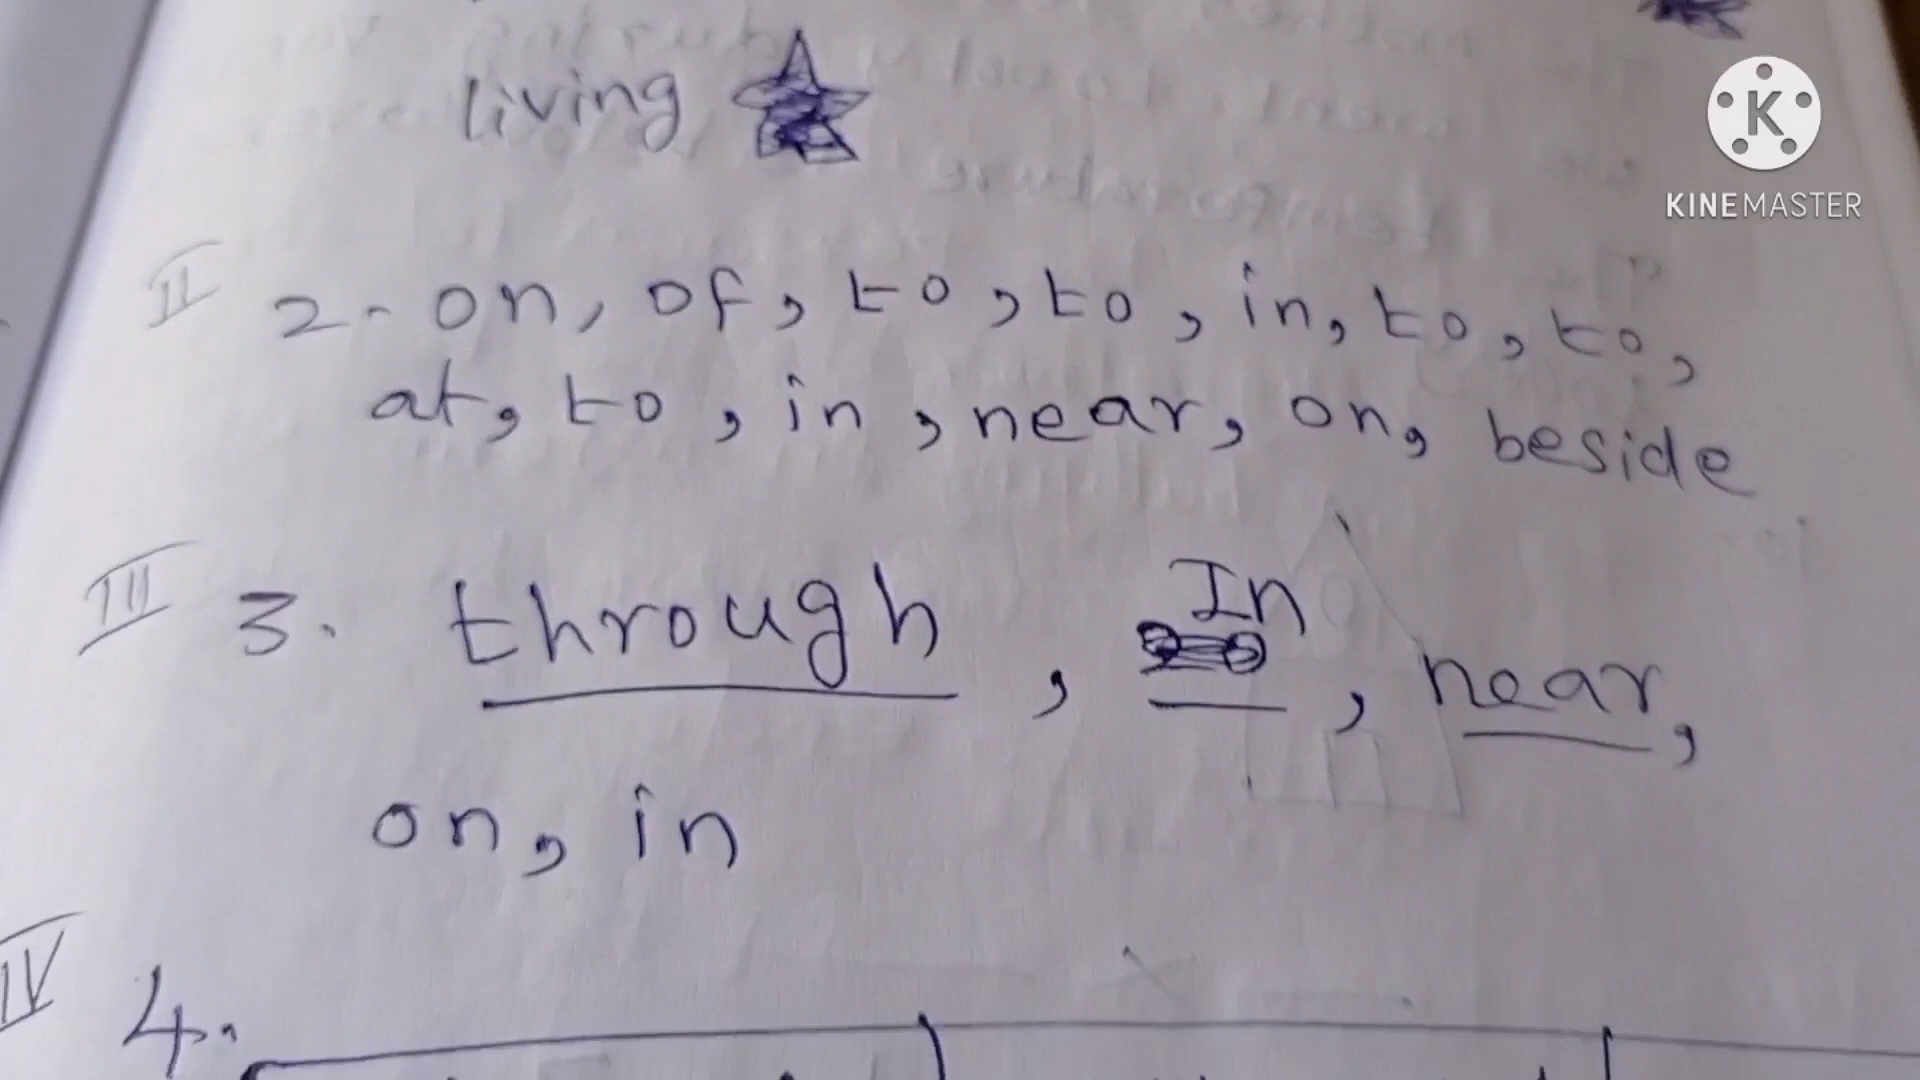 living
II 2. on, of, to, to, in, to, to,
at, to, in, near, on, beside
III 3. through, In, near,
on, in
IV 4.
K
KINEMASTER